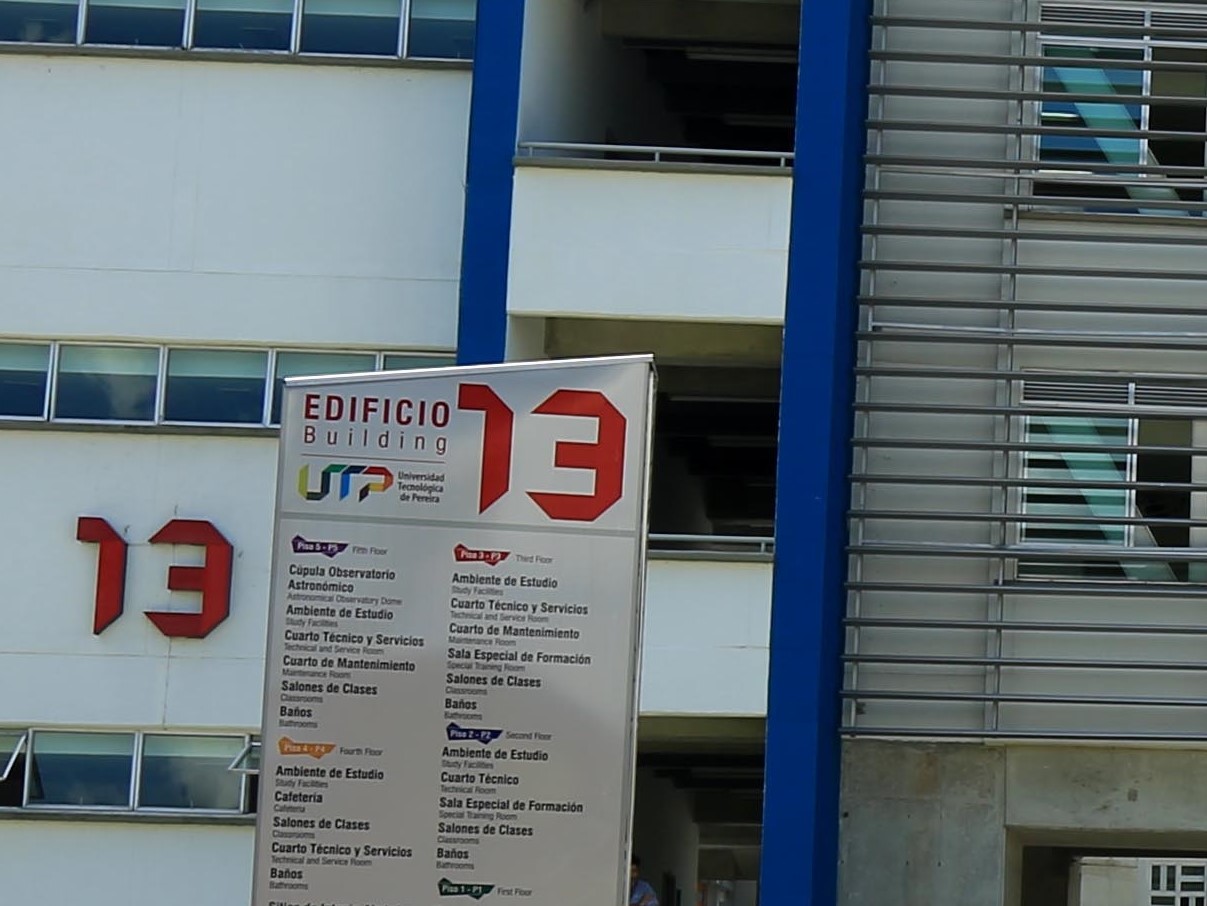 EDIFICIO
Building
13
UTP
Universidad
Tecnológica
de Pereira
13
Piso 5 - P5 Fifth Floor
Cúpula Observatorio
Astronómico
Astronomical Observatory Dome
Ambiente de Estudio
Study Facilities
Cuarto Técnico y Servicios
Technical and Service Room
Cuarto de Mantenimiento
Maintenance Room
Salones de Clases
Classrooms
Baños
Bathrooms
Piso 4 - P4 Fourth Floor
Ambiente de Estudio
Study Facilities
Cafetería
Cafeteria
Salones de Clases
Classrooms
Cuarto Técnico y Servicios
Technical and Service Room
Baños
Bathrooms
Piso 3 - P3 Third Floor
Ambiente de Estudio
Study Facilities
Cuarto Técnico y Servicios
Technical and Service Room
Cuarto de Mantenimiento
Maintenance Room
Sala Especial de Formación
Special Training Room
Salones de Clases
Classrooms
Baños
Bathrooms
Piso 2 - P2 Second Floor
Ambiente de Estudio
Study Facilities
Cuarto Técnico
Technical Room
Sala Especial de Formación
Special Training Room
Salones de Clases
Classrooms
Baños
Bathrooms
Piso 1 - P1 First Floor